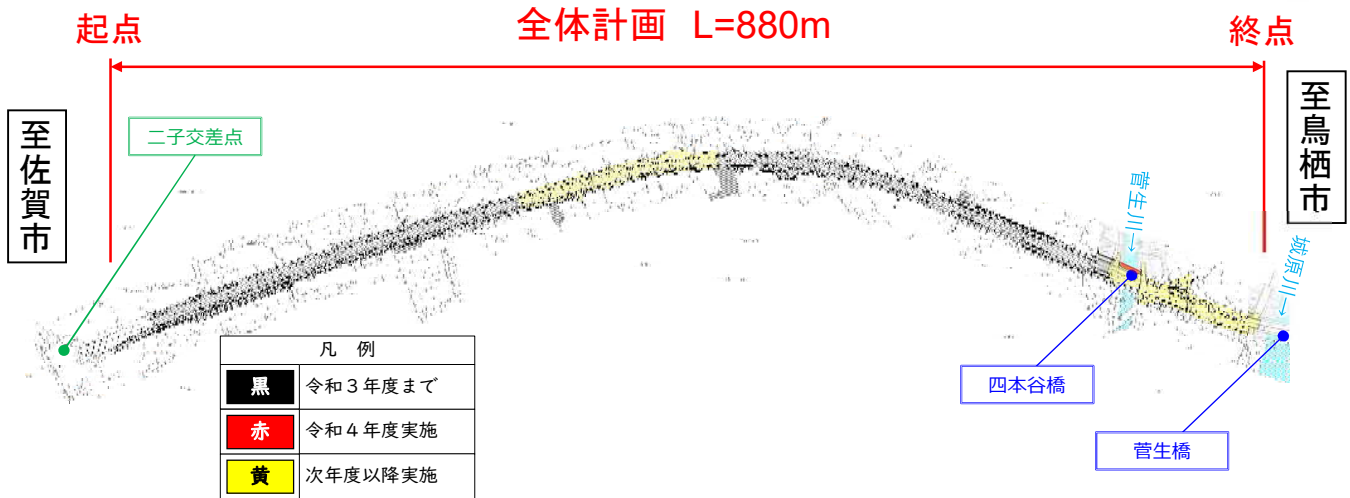 全体計画 L=880m
起点
終点
至佐賀市
至鳥栖市
二子交差点
菅生川→
城原川→
四本谷橋
菅生橋
凡 例
黒 令和3年度まで
赤 令和4年度実施
黄 次年度以降実施